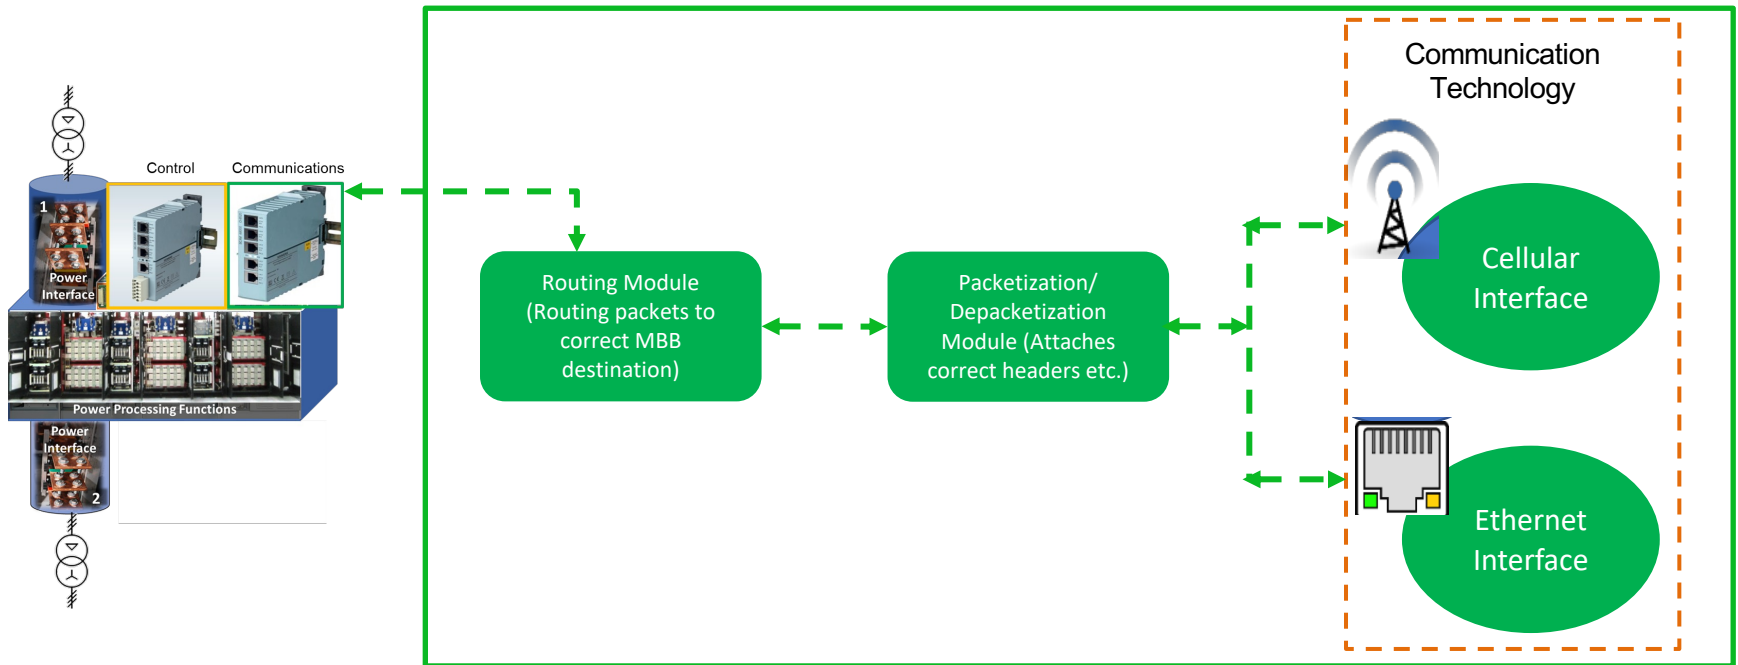 Control
Communications
1
Power
Interface
Power Processing Functions
Power
Interface
2
Routing Module
(Routing packets to
correct MBB
destination)
Packetization/
Depacketization
Module (Attaches
correct headers etc.)
Communication
Technology
Cellular
Interface
Ethernet
Interface